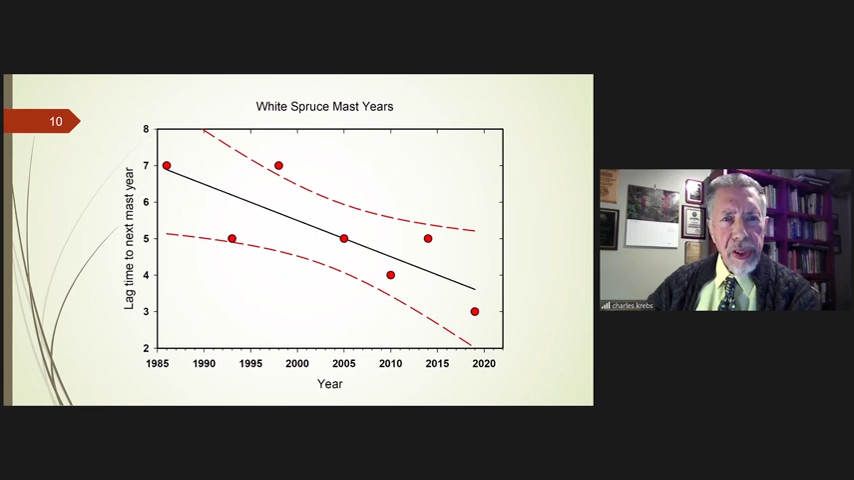 White Spruce Mast Years
10
8
7
6
5
4
3
2
Lag time to next mast year
1985 1990 1995 2000 2005 2010 2015 2020
Year
charles.krebs